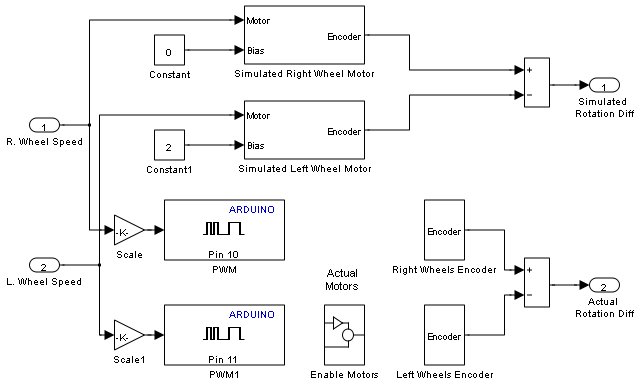 Motor
Encoder
0
Bias
Constant
Simulated Right Wheel Motor
+
−
1
Simulated
Rotation Diff
Motor
Encoder
1
R. Wheel Speed
2
Bias
Constant1
Simulated Left Wheel Motor
ARDUINO
-K-
Pin 10
Scale
PWM
Encoder
Right Wheels Encoder
2
L. Wheel Speed
Actual
Motors
+
−
2
Actual
Rotation Diff
ARDUINO
-K-
Pin 11
Scale1
PWM1
Enable Motors
Encoder
Left Wheels Encoder